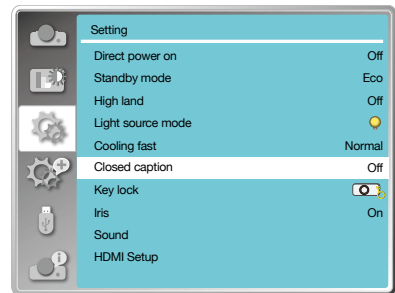 Setting
Direct power on Off
Standby mode Eco
High land Off
Light source mode
Cooling fast Normal
Closed caption Off
Key lock
Iris On
Sound
HDMI Setup